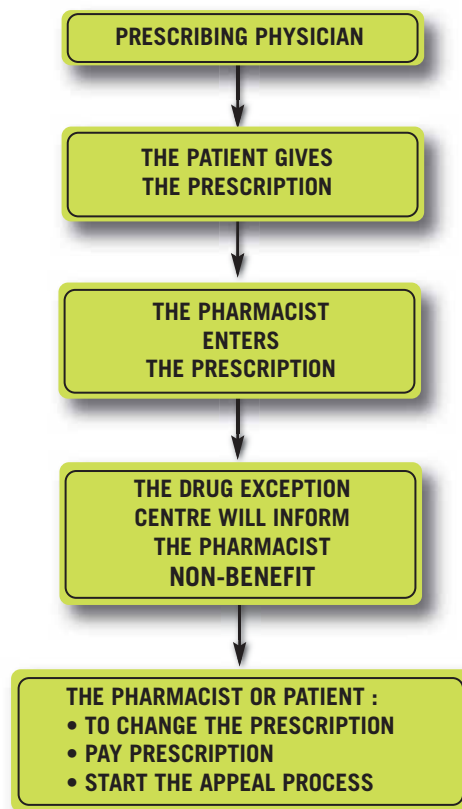 PRESCRIBING PHYSICIAN
THE PATIENT GIVES
THE PRESCRIPTION
THE PHARMACIST
ENTERS
THE PRESCRIPTION
THE DRUG EXCEPTION
CENTRE WILL INFORM
THE PHARMACIST
NON-BENEFIT
THE PHARMACIST OR PATIENT :
• TO CHANGE THE PRESCRIPTION
• PAY PRESCRIPTION
• START THE APPEAL PROCESS